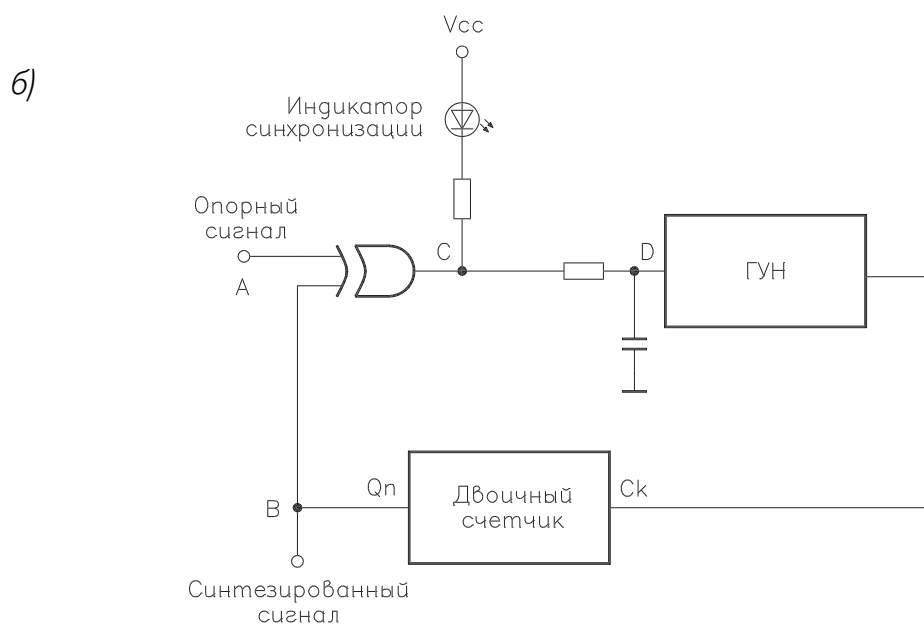 Vcc
б)
Индикатор
синхронизации
Опорный
сигнал
A
C
D
ГУН
B
Qn
Двоичный
счетчик
Ck
Синтезированный
сигнал